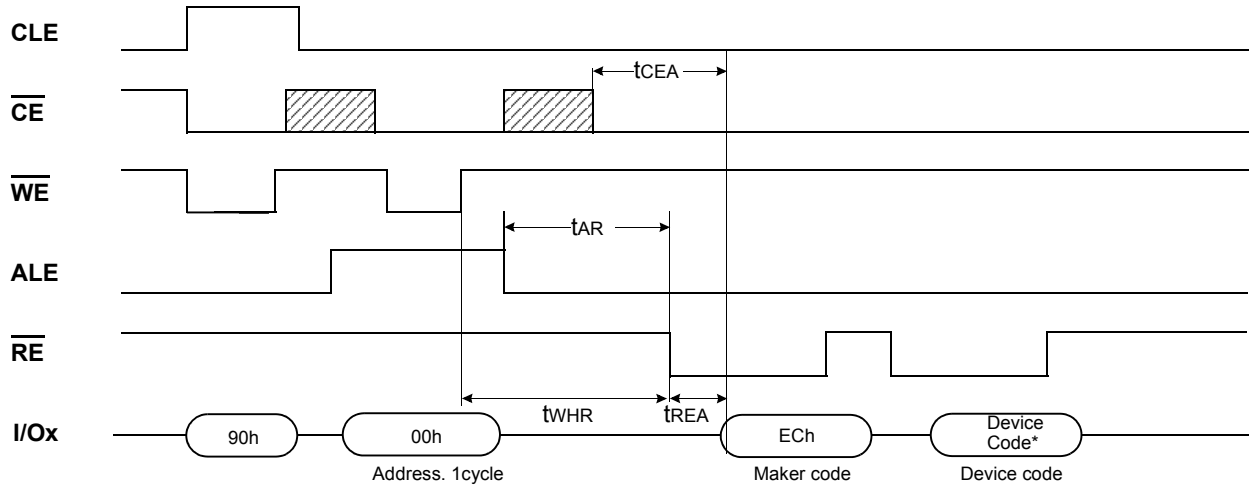 CLE
tCEA
CE
WE
tAR
ALE
RE
tWHR
tREA
I/Ox
90h
00h
ECh
Device
Code*
Address. 1cycle
Maker code
Device code